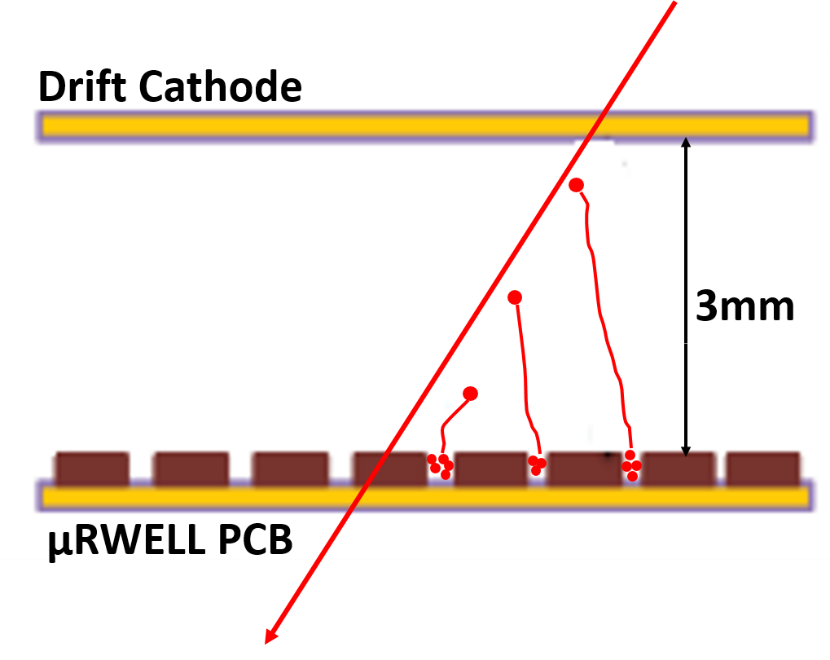 Drift Cathode
3mm
μRWELL PCB